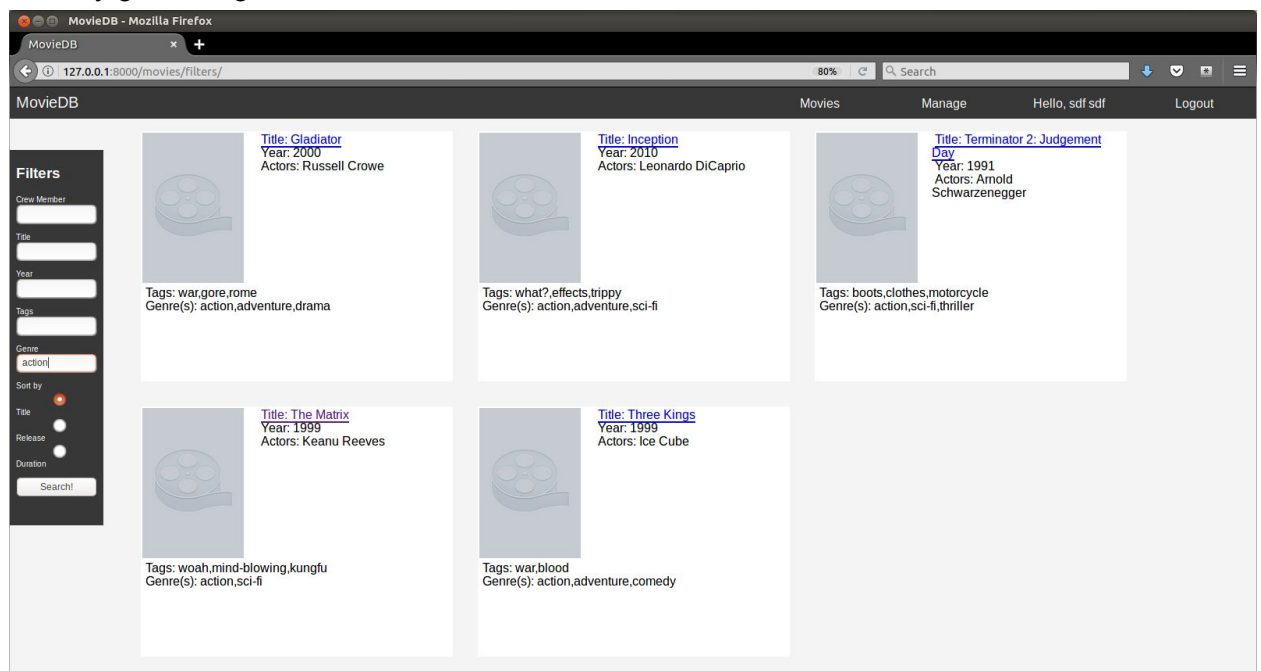 MovieDB - Mozilla Firefox
MovieDB × +
127.0.0.1:8000/movies/filters/ 80% Search
MovieDB Movies Manage Hello, sdf sdf Logout
Filters
Crew Member
Title
Year
Tags
Genre
action
Sort by
Title
Release
Duration
Search!
Title: Gladiator
Year: 2000
Actors: Russell Crowe
Tags: war,gore,rome
Genre(s): action,adventure,drama
Title: Inception
Year: 2010
Actors: Leonardo DiCaprio
Tags: what?,effects,trippy
Genre(s): action,adventure,sci-fi
Title: Terminator 2: Judgement
Day
Year: 1991
Actors: Arnold
Schwarzenegger
Tags: boots,clothes,motorcycle
Genre(s): action,sci-fi,thriller
Title: The Matrix
Year: 1999
Actors: Keanu Reeves
Tags: woah,mind-blowing,kungfu
Genre(s): action,sci-fi
Title: Three Kings
Year: 1999
Actors: Ice Cube
Tags: war,blood
Genre(s): action,adventure,comedy